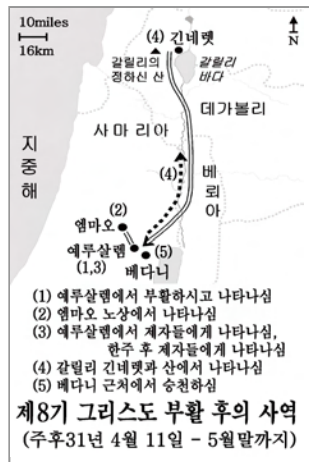 10miles
16km
N
(4) 긴네렛
갈릴리의
정하신 산
갈릴리
바다
데가볼리
사마리아
지중해
베뢰아
(4)
(2)
엠마오
예루살렘
(1,3)
(5)
베다니
(1) 예루살렘에서 부활하시고 나타나심
(2) 엠마오 노상에서 나타나심
(3) 예루살렘에서 제자들에게 나타나심,
한주 후 제자들에게 나타나심
(4) 갈릴리 긴네렛과 산에서 나타나심
(5) 베다니 근처에서 승천하심
제8기 그리스도 부활 후의 사역
(주후31년 4월 11일 - 5월말까지)